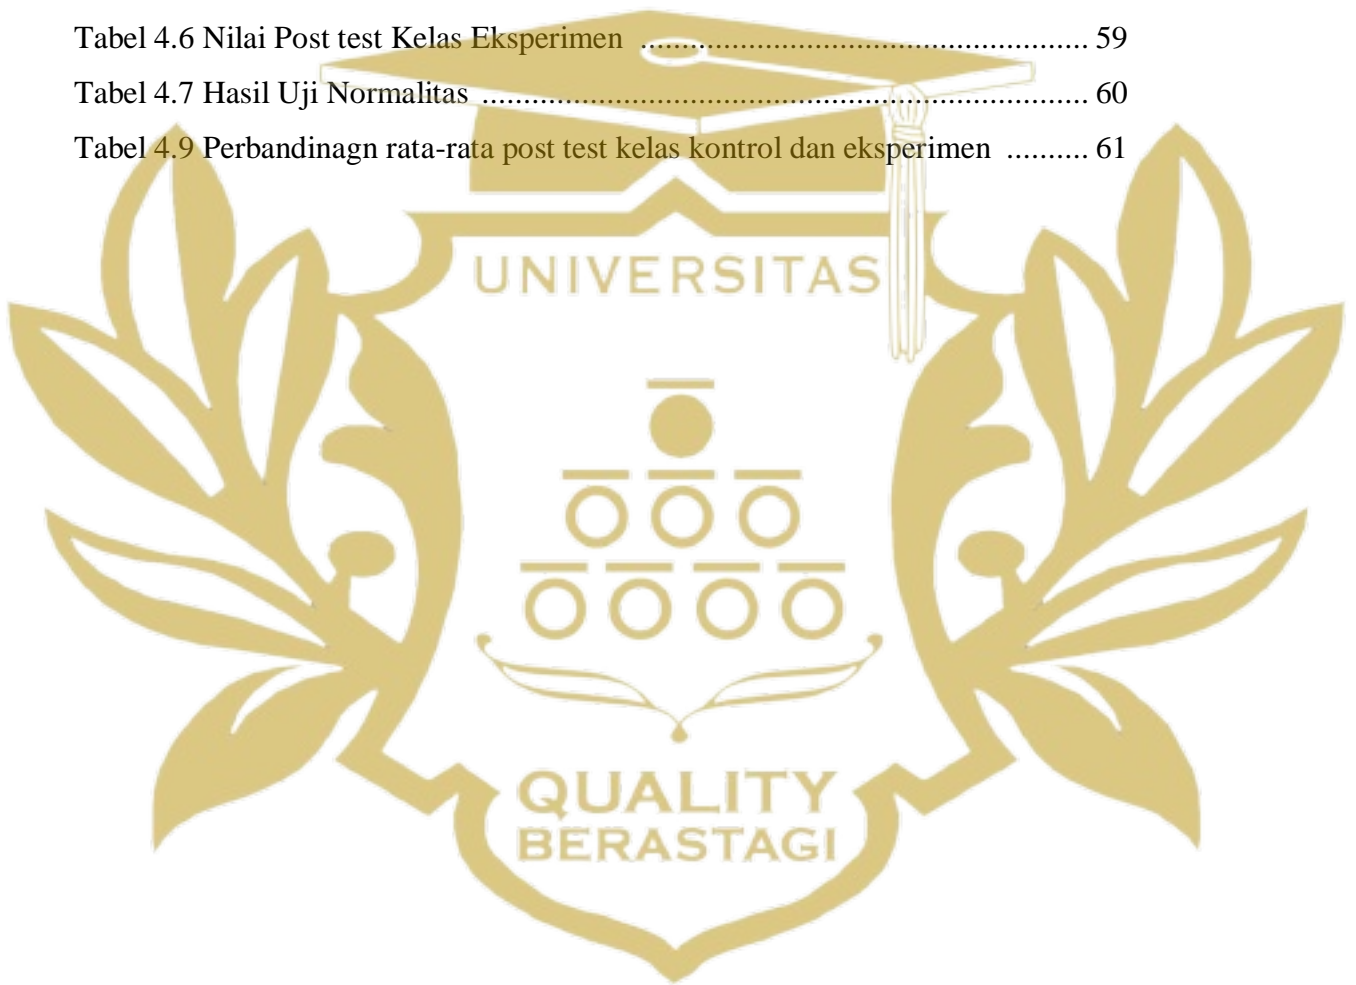 Tabel 4.6 Nilai Post test Kelas Eksperimen ...................................................... 59
Tabel 4.7 Hasil Uji Normalitas ......................................................................... 60
Tabel 4.9 Perbandinagn rata-rata post test kelas kontrol dan eksperimen .......... 61
UNIVERSITAS
QUALITY
BERASTAGI